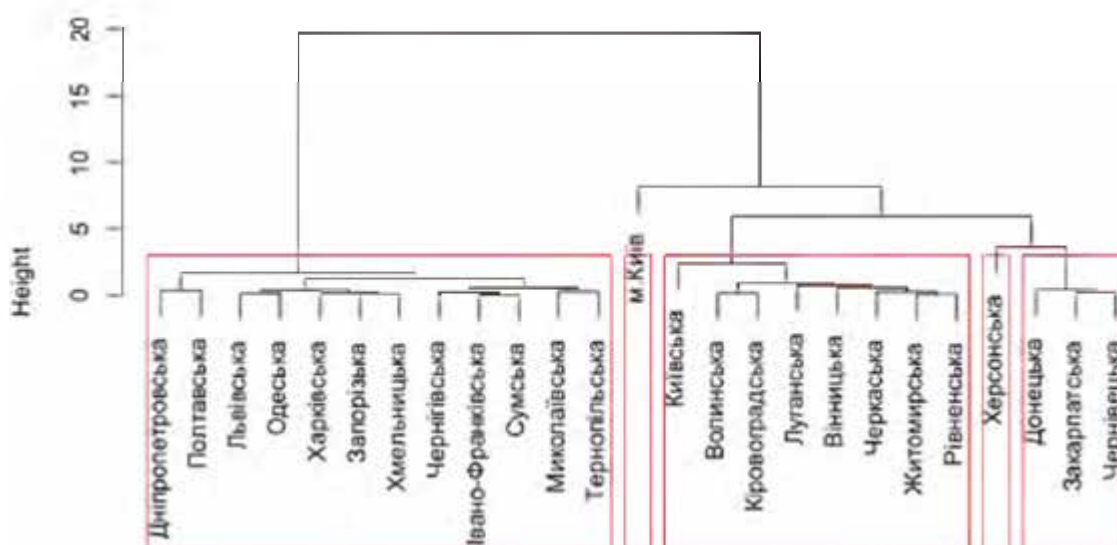 Height
20
15
10
5
0
Дніпропетровська
Полтавська
Львівська
Одеська
Харківська
Запорізька
Хмельницька
Чернігівська
Івано-Франківська
Сумська
Миколаївська
Тернопільська
м.Київ
Київська
Волинська
Кіровоградська
Луганська
Вінницька
Черкаська
Житомирська
Рівненська
Херсонська
Донецька
Закарпатська
Чернівецька